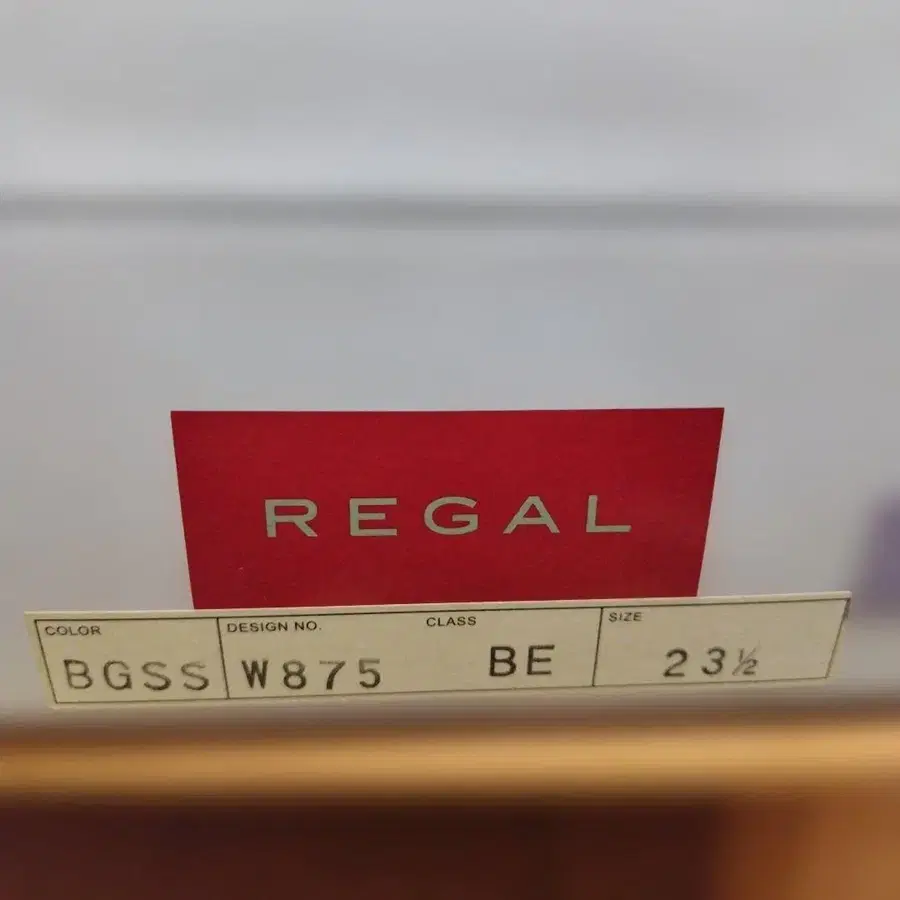 REGAL
COLOR DESIGN NO. CLASS SIZE
BGSS W875 BE 23½